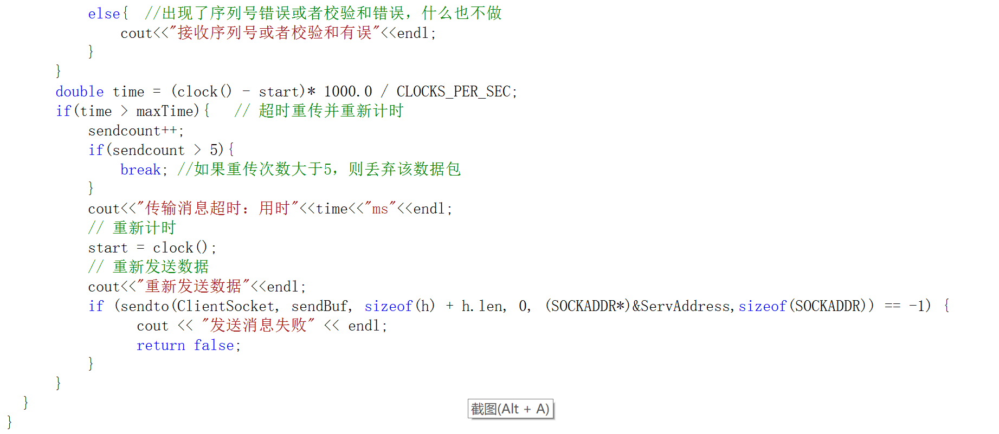 else{  //出现了序列号错误或者校验和错误，什么也不做
cout<<"接收序列号或者校验和有误"<<endl;
}
}
double time = (clock() - start)* 1000.0 / CLOCKS_PER_SEC;
if(time > maxTime){   // 超时重传并重新计时
sendcount++;
if(sendcount > 5){
break; //如果重传次数大于5，则丢弃该数据包
}
cout<<"传输消息超时：用时"<<time<<"ms"<<endl;
// 重新计时
start = clock();
// 重新发送数据
cout<<"重新发送数据"<<endl;
if (sendto(ClientSocket, sendBuf, sizeof(h) + h.len, 0, (SOCKADDR*)&ServAddress,sizeof(SOCKADDR)) == -1) {
cout << "发送消息失败" << endl;
return false;
}
}
}
截图(Alt + A)
}